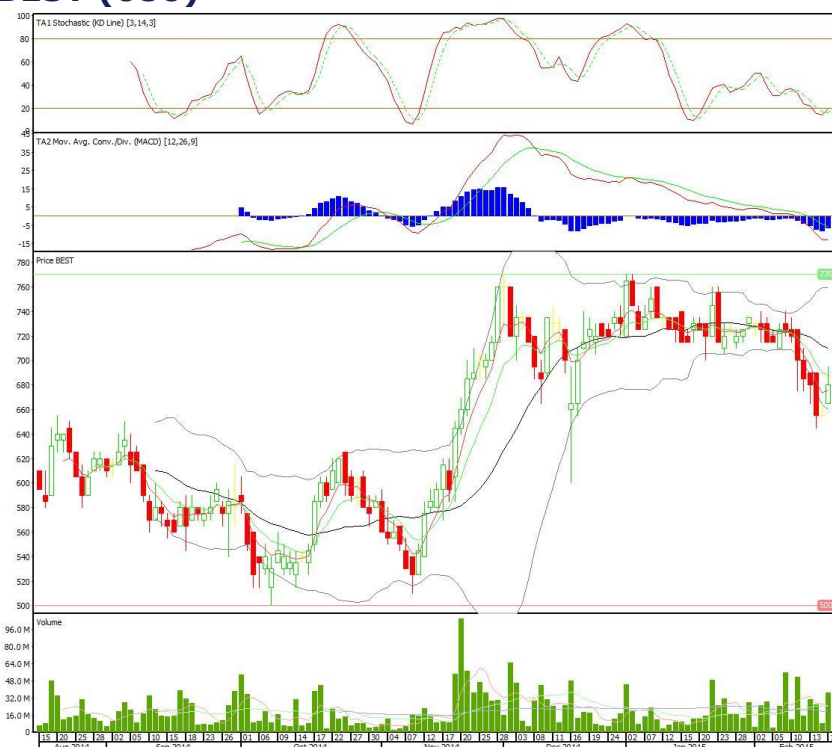 TA1 Stochastic (KD Line) [3,14,3]
100
80
60
40
20
TA2 Mov. Avg. Conv./Div. (MACD) [12,26,9]
45
35
25
15
5
-5
-15
Price BEST
780
760
740
720
700
680
660
640
620
600
580
560
540
520
500
500
Volume
96.0 M
80.0 M
64.0 M
48.0 M
32.0 M
16.0 M
0
15 20 25 28 02 05 10 15 18 23 26 01 06 09 14 17 22 27 30 04 07 12 17 20 25 28 03 08 11 16 19 24 02 07 12 15 20 23 28 02 05 10 13
Aug 2014 Sep 2014 Oct 2014 Nov 2014 Dec 2014 Jan 2015 Feb 2015